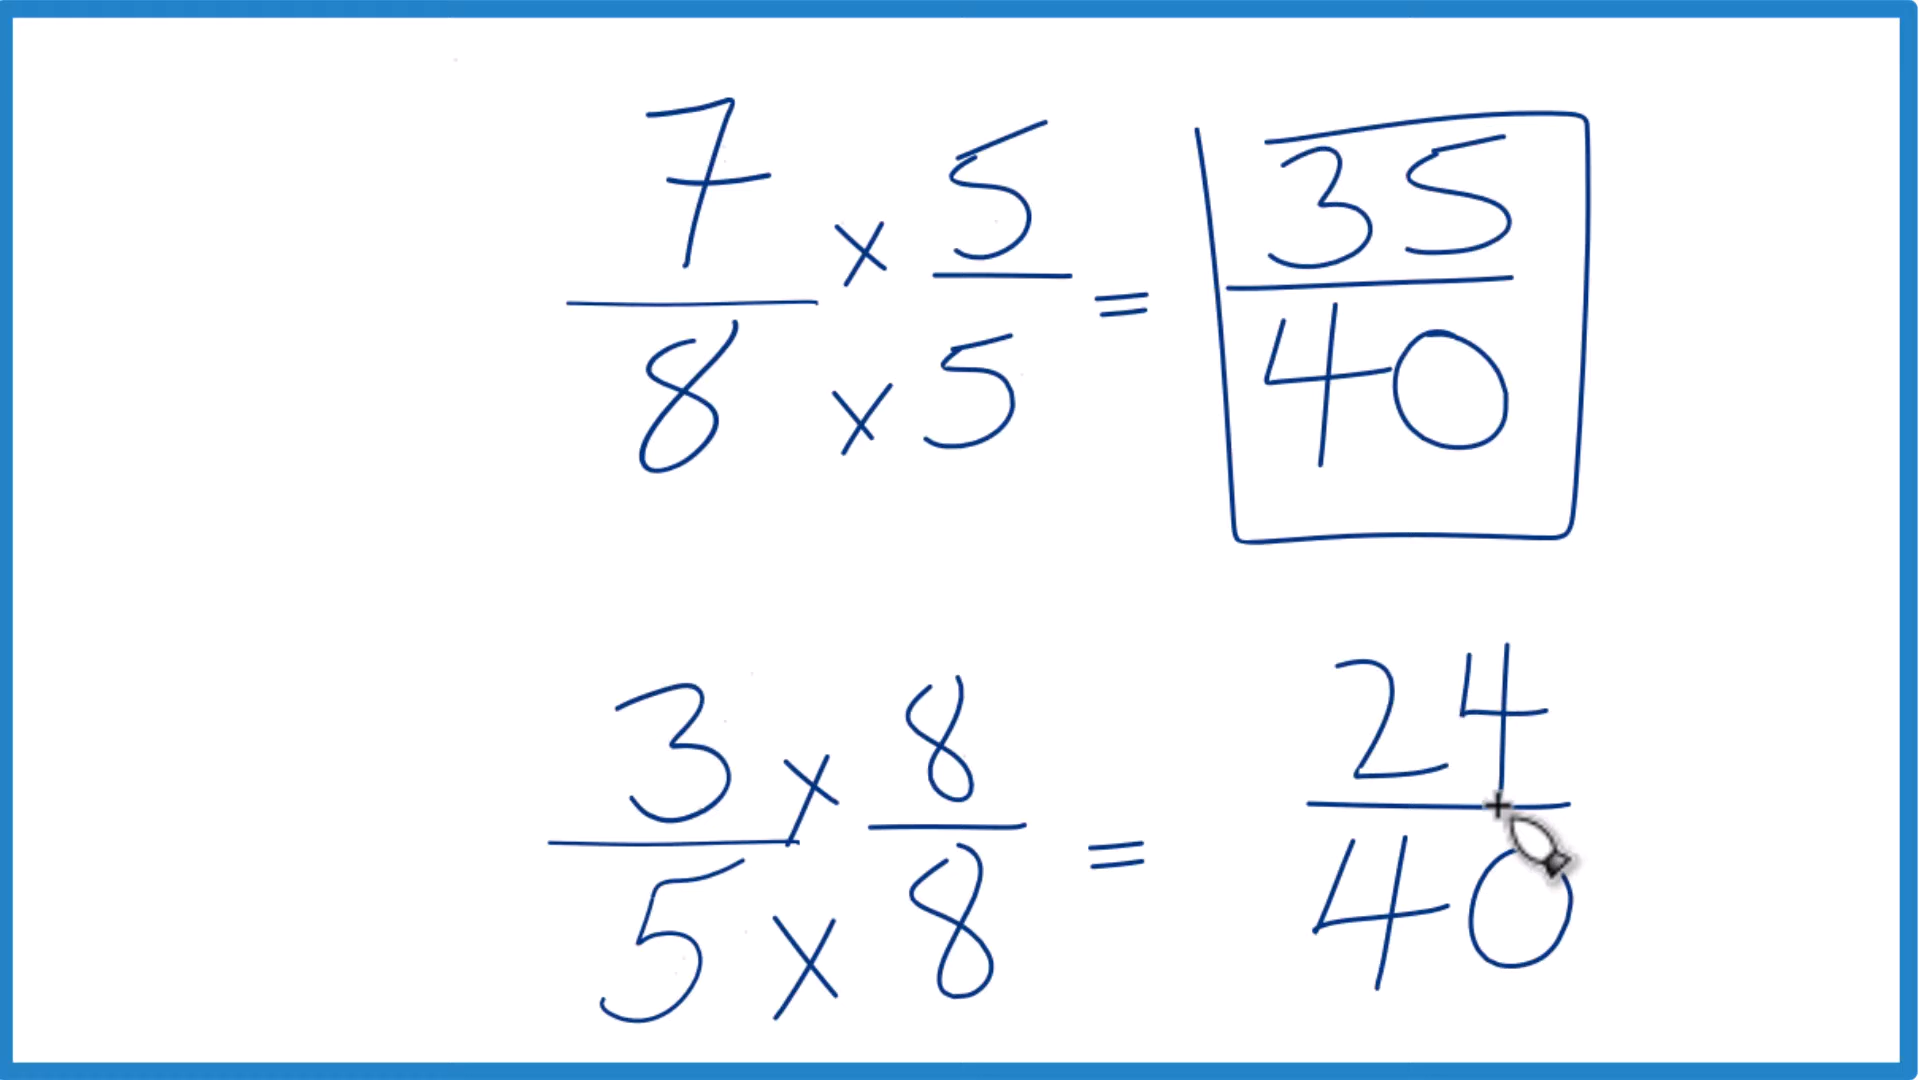 7/8 × 5/5 = 35/40
3/5 × 8/8 = 24/40